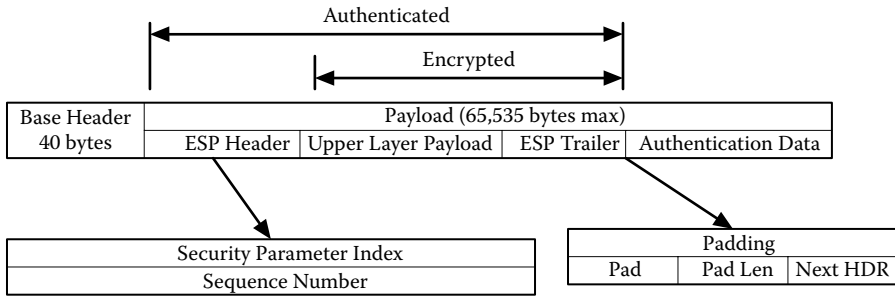 Authenticated
Encrypted
Base Header
40 bytes
Payload (65,535 bytes max)
ESP Header
Upper Layer Payload
ESP Trailer
Authentication Data
Security Parameter Index
Sequence Number
Padding
Pad
Pad Len
Next HDR